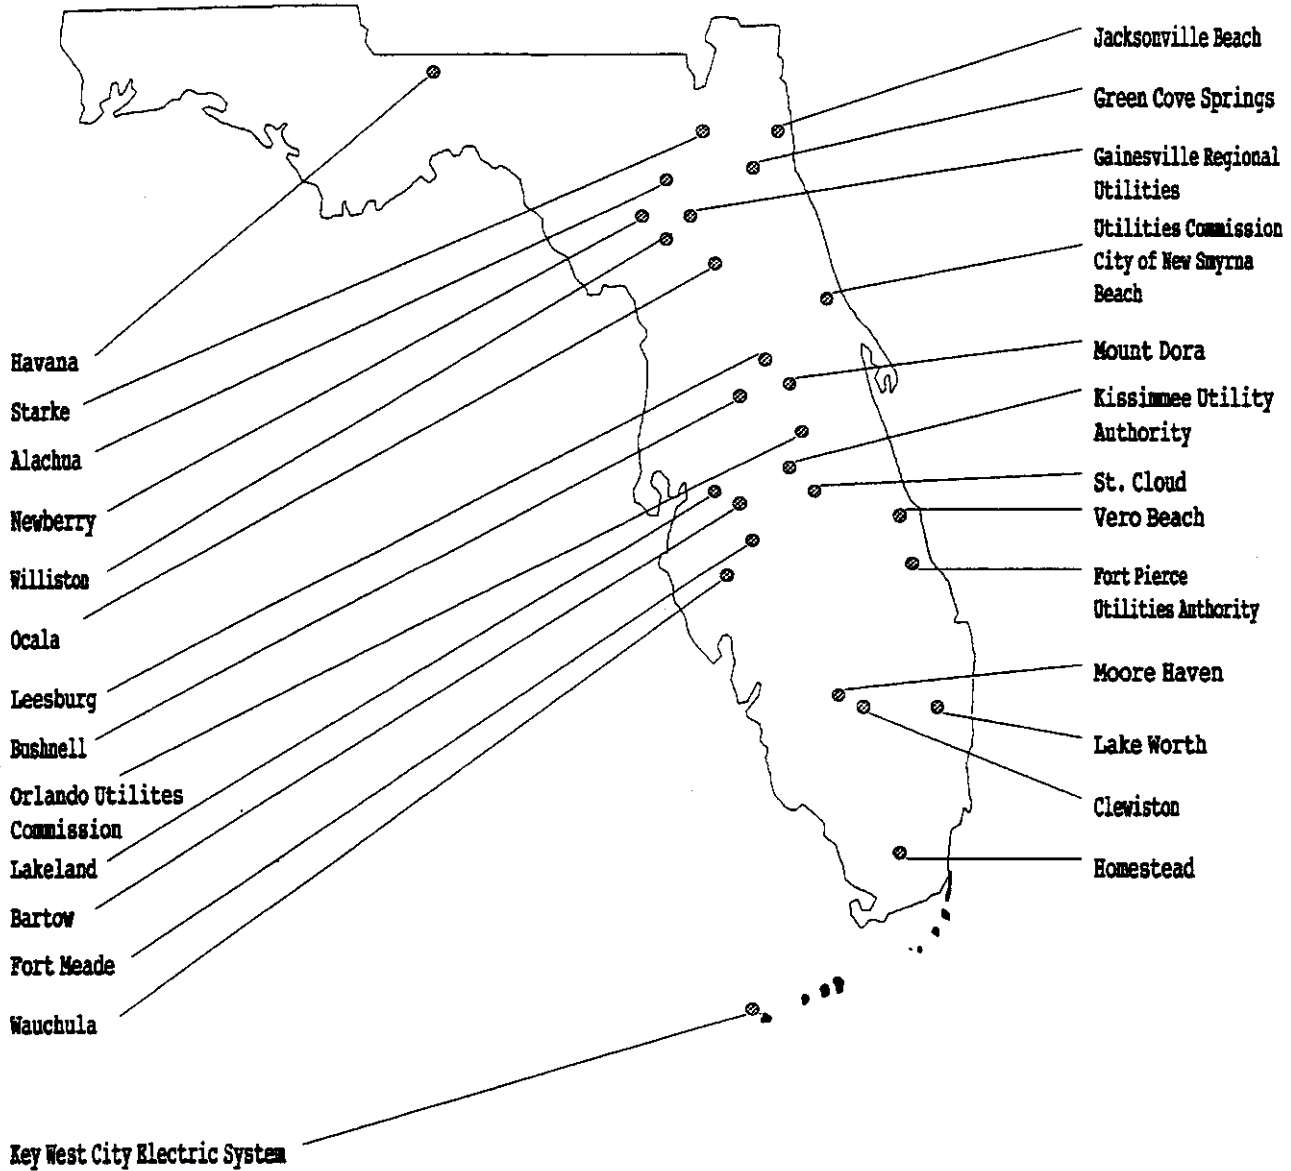 Jacksonville Beach
Green Cove Springs
Gainesville Regional
Utilities
Utilities Commission
City of New Smyrna
Beach
Mount Dora
Kissimmee Utility
Authority
St. Cloud
Vero Beach
Fort Pierce
Utilities Authority
Moore Haven
Lake Worth
Clewiston
Homestead
Havana
Starke
Alachua
Newberry
Williston
Ocala
Leesburg
Bushnell
Orlando Utilites
Commission
Lakeland
Bartow
Fort Meade
Wauchula
Key West City Electric System